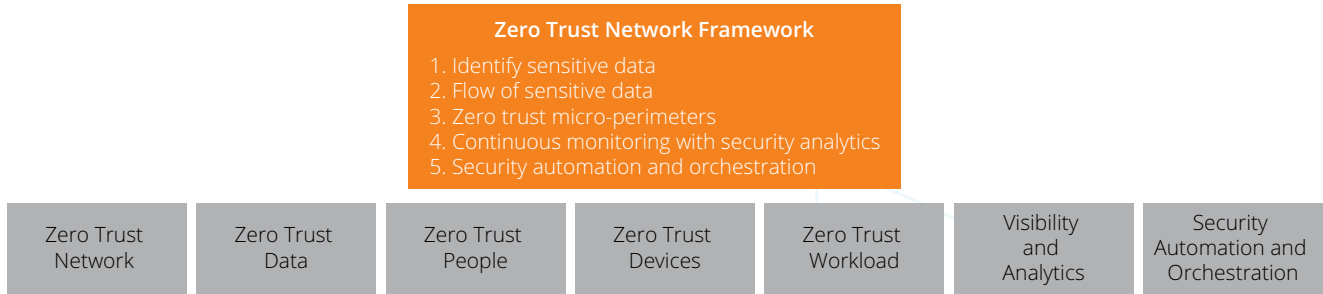 Zero Trust Network Framework
1. Identify sensitive data
2. Flow of sensitive data
3. Zero trust micro-perimeters
4. Continuous monitoring with security analytics
5. Security automation and orchestration
Zero Trust
Network
Zero Trust
Data
Zero Trust
People
Zero Trust
Devices
Zero Trust
Workload
Visibility
and
Analytics
Security
Automation and
Orchestration